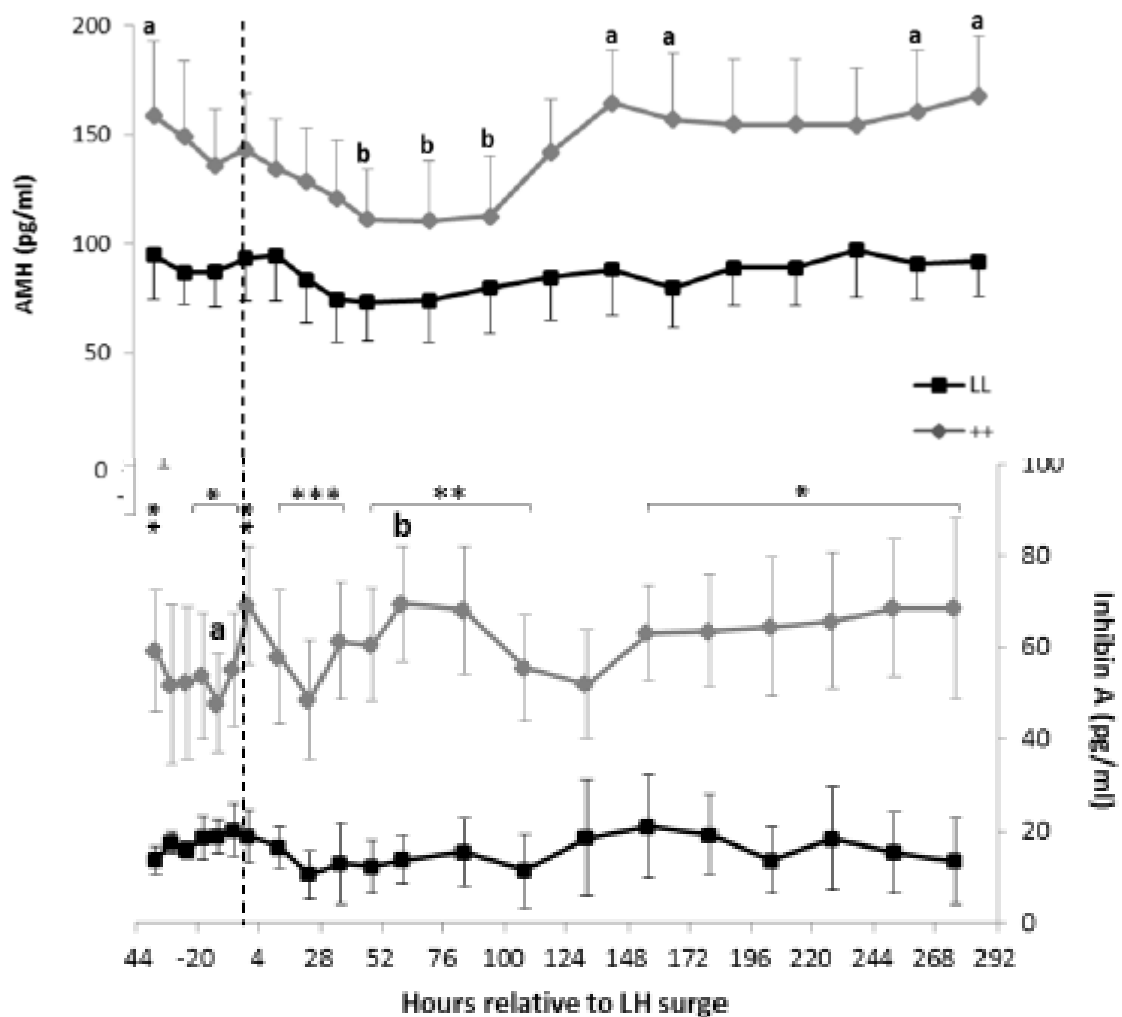 200
a
a
a
a
a
150
b
b
b
AMH (pg/ml)
100
50
LL
++
0
-
100
*
*
*
*
*
***
**
*
b
80
a
60
Inhibin A (pg/ml)
40
20
0
44 -20 4 28 52 76 100 124 148 172 196 220 244 268 292
Hours relative to LH surge